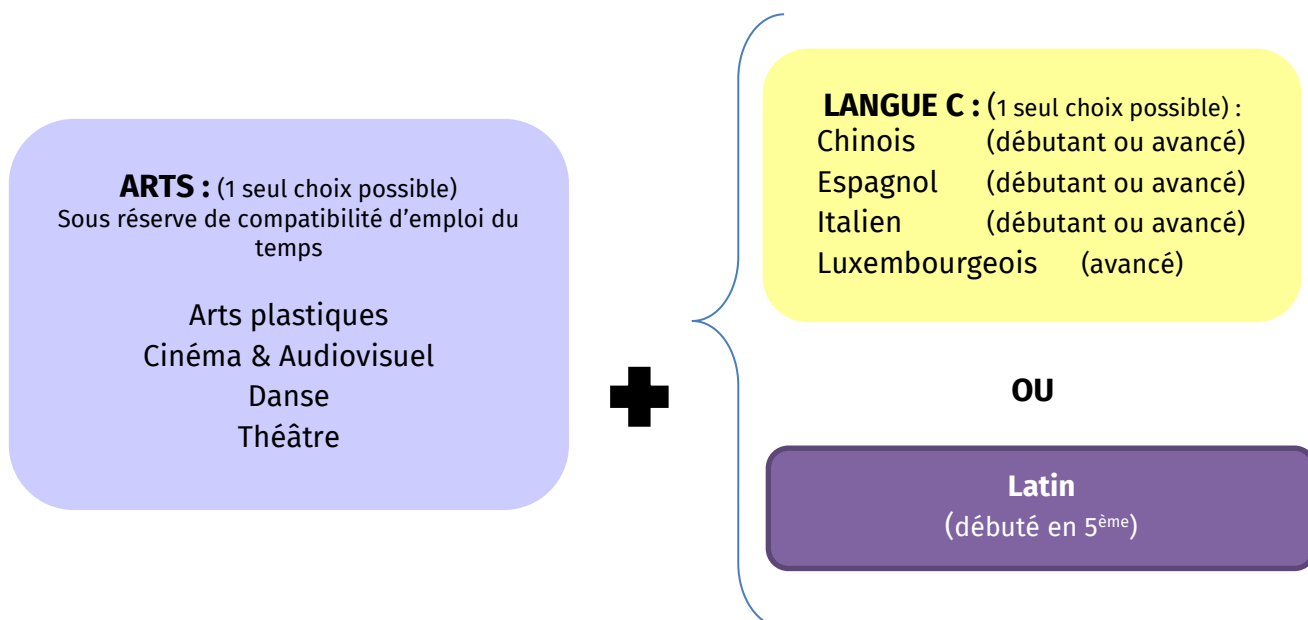 ARTS : (1 seul choix possible)
Sous réserve de compatibilité d’emploi du
temps
Arts plastiques
Cinéma & Audiovisuel
Danse
Théâtre
LANGUE C : (1 seul choix possible) :
Chinois (débutant ou avancé)
Espagnol (débutant ou avancé)
Italien (débutant ou avancé)
Luxembourgeois (avancé)
OU
Latin
(débuté en 5ème)